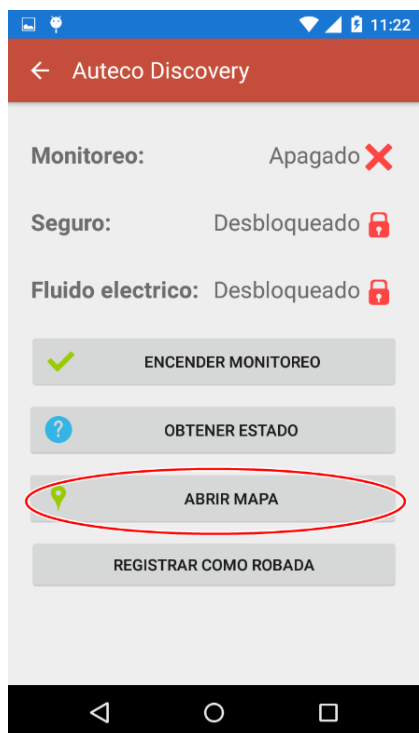 11:22
Auteco Discovery
Monitoreo: Apagado
Seguro: Desbloqueado
Fluido electrico: Desbloqueado
ENCENDER MONITOREO
? OBTENER ESTADO
ABRIR MAPA
REGISTRAR COMO ROBADA